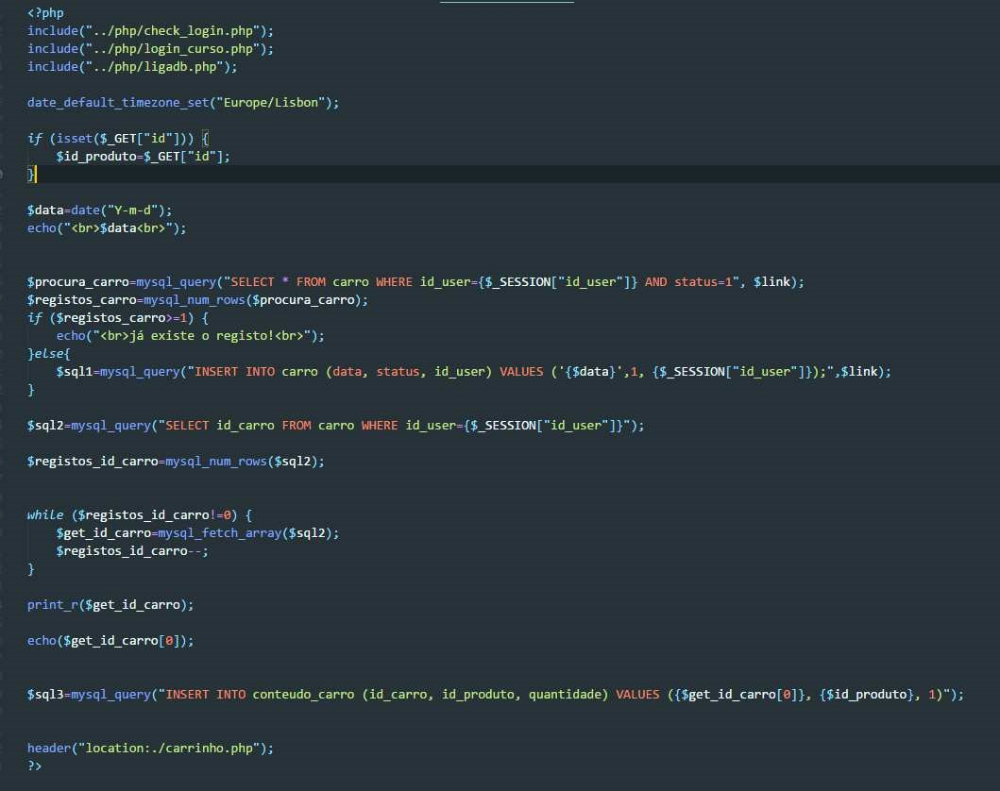 <?php
include("../php/check_login.php");
include("../php/login_curso.php");
include("../php/ligadb.php");
date_default_timezone_set("Europe/Lisbon");
if (isset($_GET["id"])) {
    $id_produto=$_GET["id"];
}
$data=date("Y-m-d");
echo("<br>$data<br>");
$procura_carro=mysql_query("SELECT * FROM carro WHERE id_user={$_SESSION["id_user"]} AND status=1", $link);
$registos_carro=mysql_num_rows($procura_carro);
if ($registos_carro>=1) {
    echo("<br>já existe o registo!<br>");
}else{
    $sql1=mysql_query("INSERT INTO carro (data, status, id_user) VALUES ('{$data}',1, {$_SESSION["id_user"]});",$link);
}
$sql2=mysql_query("SELECT id_carro FROM carro WHERE id_user={$_SESSION["id_user"]}");
$registos_id_carro=mysql_num_rows($sql2);
while ($registos_id_carro!=0) {
    $get_id_carro=mysql_fetch_array($sql2);
    $registos_id_carro--;
}
print_r($get_id_carro);
echo($get_id_carro[0]);
$sql3=mysql_query("INSERT INTO conteudo_carro (id_carro, id_produto, quantidade) VALUES ({$get_id_carro[0]}, {$id_produto}, 1)");
header("location:./carrinho.php");
?>